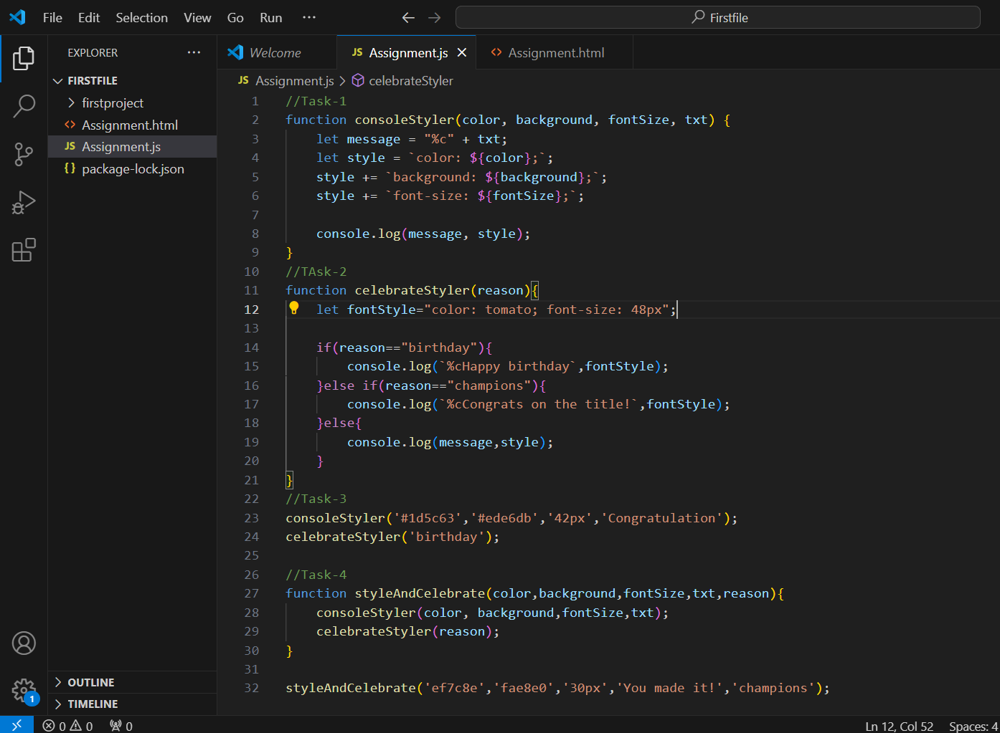 File Edit Selection View Go Run ··· ← → Firstfile
EXPLORER ···
Welcome JS Assignment.js × <> Assignment.html
JS Assignment.js > celebrateStyler
FIRSTFILE
> firstproject
<> Assignment.html
JS Assignment.js
{} package-lock.json
1 //Task-1
2 function consoleStyler(color, background, fontSize, txt) {
3     let message = "%c" + txt;
4     let style = `color: ${color};`;
5     style += `background: ${background};`;
6     style += `font-size: ${fontSize};`;
7
8     console.log(message, style);
9 }
10 //TAsk-2
11 function celebrateStyler(reason){
12     let fontStyle="color: tomato; font-size: 48px";
13
14     if(reason=="birthday"){
15         console.log(`%cHappy birthday`,fontStyle);
16     }else if(reason=="champions"){
17         console.log(`%cCongrats on the title!`,fontStyle);
18     }else{
19         console.log(message,style);
20     }
21 }
22 //Task-3
23 consoleStyler('#1d5c63','#ede6db','42px','Congratulation');
24 celebrateStyler('birthday');
25
26 //Task-4
27 function styleAndCelebrate(color,background,fontSize,txt,reason){
28     consoleStyler(color, background,fontSize,txt);
29     celebrateStyler(reason);
30 }
31
32 styleAndCelebrate('ef7c8e','fae8e0','30px','You made it!','champions');
> OUTLINE
> TIMELINE
1
0 0 0 Ln 12, Col 52 Spaces: 4